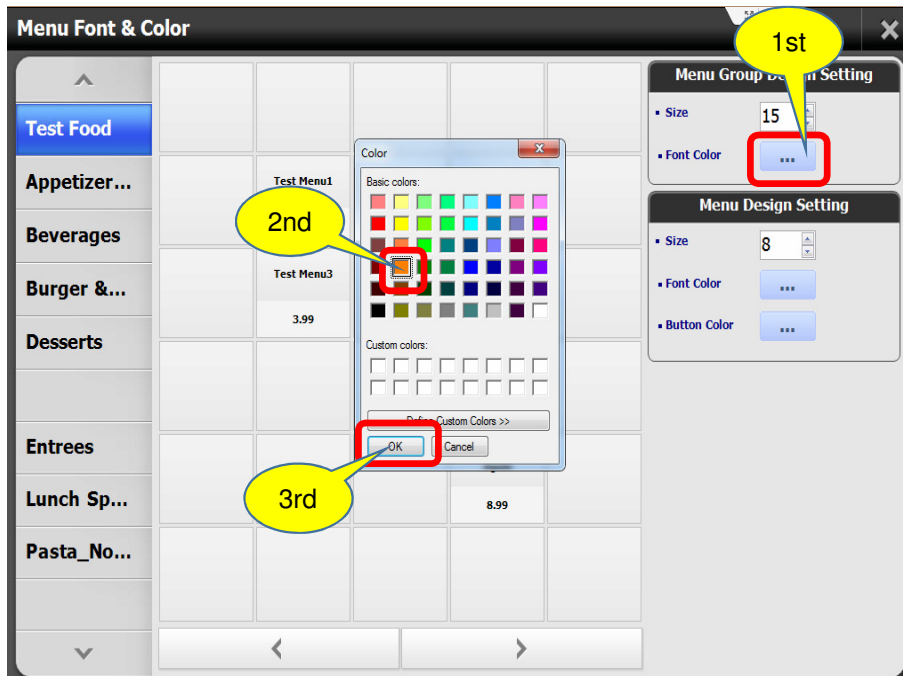 Menu Font & Color
1st
Test Food
Appetizer...
Beverages
Burger &...
Desserts
Entrees
Lunch Sp...
Pasta_No...
Test Menu1
Test Menu3
3.99
8.99
Color
Basic colors:
2nd
Custom colors:
Define Custom Colors >>
OK
Cancel
3rd
Menu Group Design Setting
Size
15
Font Color
...
Menu Design Setting
Size
8
Font Color
...
Button Color
...